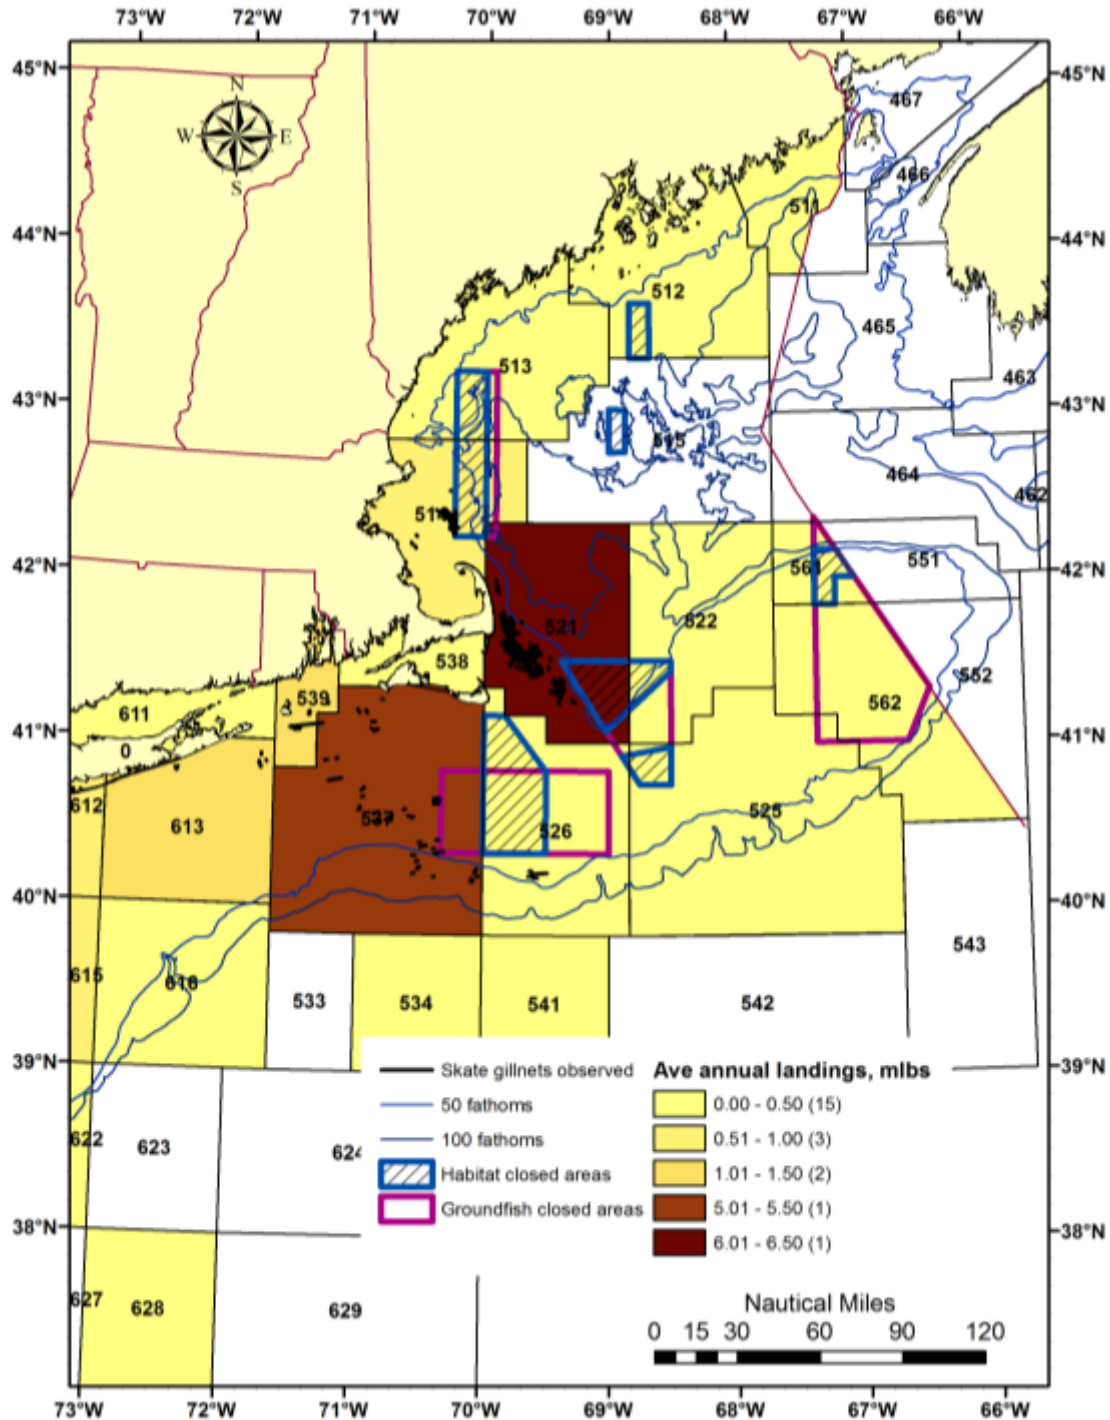 73°W 72°W 71°W 70°W 69°W 68°W 67°W 66°W
45°N 45°N
N
W E
S
467
466
511
44°N 44°N
512
465
513
463
43°N 43°N
515
464
462
514
42°N 42°N
561
551
521
522
538
552
539
562
611
41°N 41°N
0
612
613
537
526
525
40°N 40°N
543
615
616
533 534 541 542
39°N 39°N
Skate gillnets observed
50 fathoms
100 fathoms
Habitat closed areas
Groundfish closed areas
Ave annual landings, mlbs
0.00 - 0.50 (15)
0.51 - 1.00 (3)
1.01 - 1.50 (2)
5.01 - 5.50 (1)
6.01 - 6.50 (1)
622
623
624
38°N 38°N
627
628
629
Nautical Miles
0 15 30 60 90 120
73°W 72°W 71°W 70°W 69°W 68°W 67°W 66°W